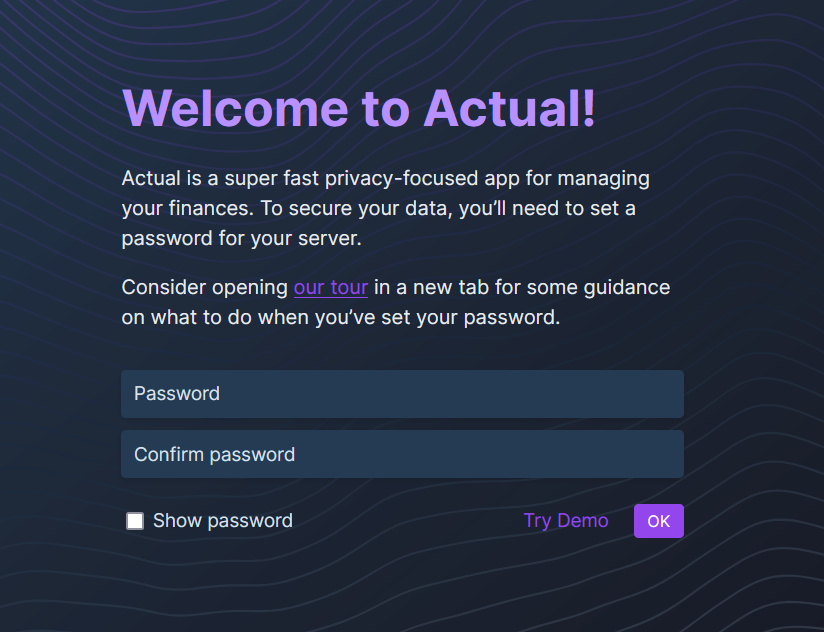 Welcome to Actual!
Actual is a super fast privacy-focused app for managing
your finances. To secure your data, you’ll need to set a
password for your server.
Consider opening our tour in a new tab for some guidance
on what to do when you’ve set your password.
Password
Confirm password
Show password
Try Demo
OK